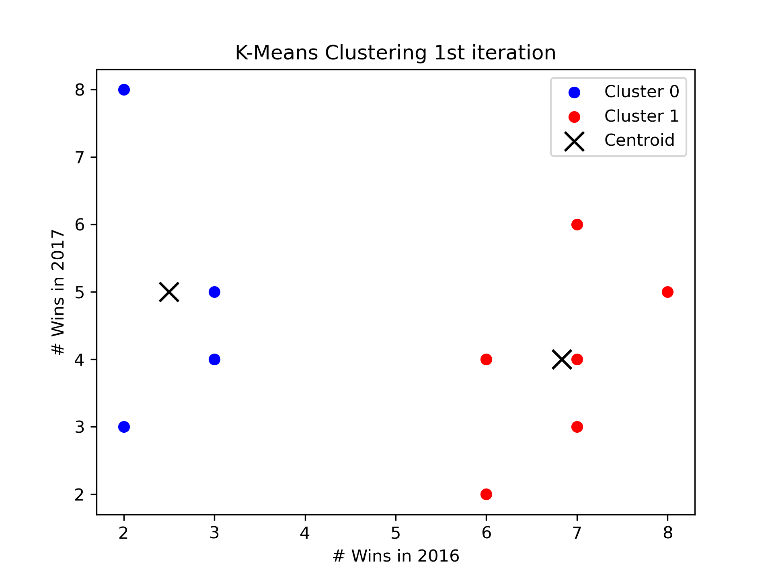 K-Means Clustering 1st iteration
Cluster 0
Cluster 1
Centroid
8
7
6
5
4
3
2
# Wins in 2017
2 3 4 5 6 7 8
# Wins in 2016